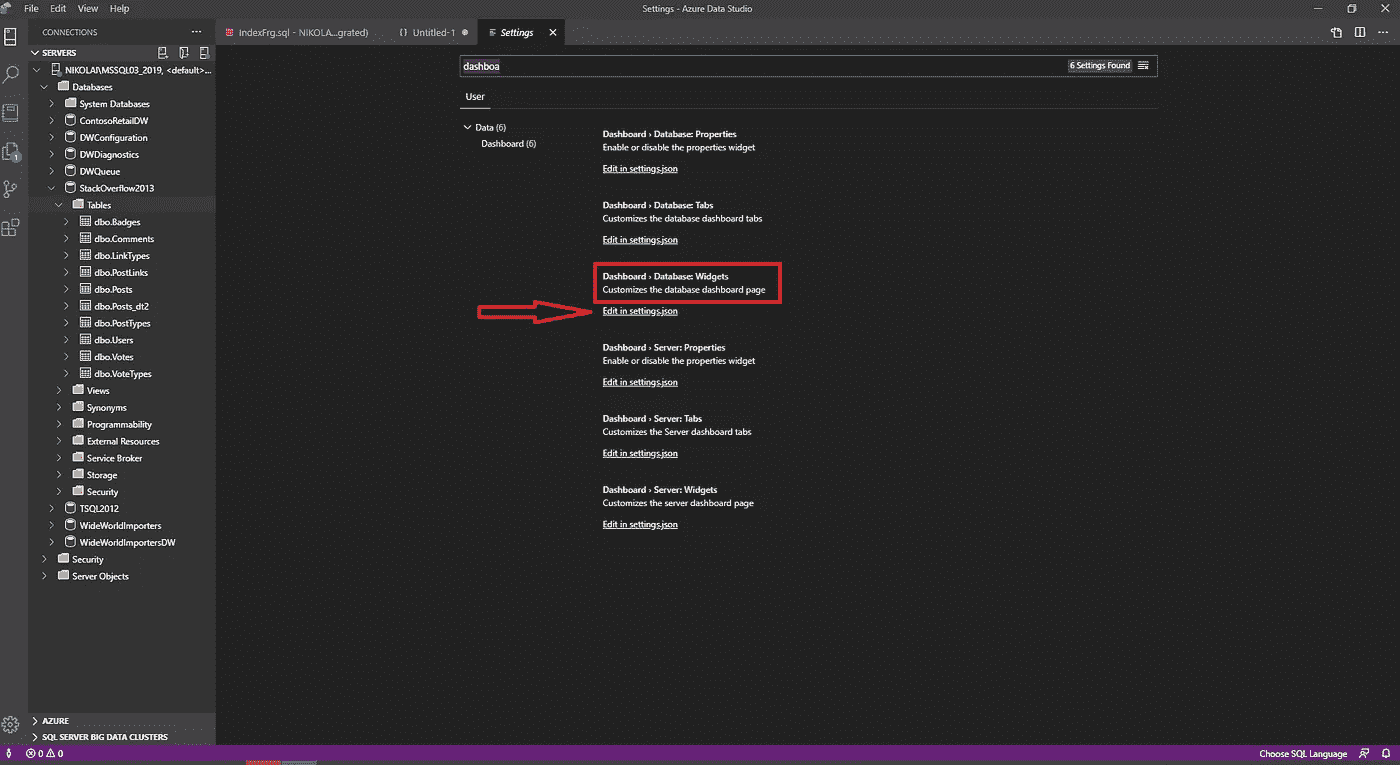 File Edit View Help
Settings - Azure Data Studio
CONNECTIONS
IndexFrg.sql - NIKOLA...grated)
Untitled-1
Settings
SERVERS
NIKOLAI\MSSQL03_2019, <default>...
Databases
System Databases
ContosoRetailDW
DWConfiguration
DWDiagnostics
DWQueue
StackOverflow2013
Tables
dbo.Badges
dbo.Comments
dbo.LinkTypes
dbo.PostLinks
dbo.Posts
dbo.Posts_dt2
dbo.PostTypes
dbo.Users
dbo.Votes
dbo.VoteTypes
Views
Synonyms
Programmability
External Resources
Service Broker
Storage
Security
TSQL2012
WideWorldImporters
WideWorldImportersDW
Security
Server Objects
AZURE
SQL SERVER BIG DATA CLUSTERS
1
dashboa
6 Settings Found
User
Data (6)
Dashboard (6)
Dashboard › Database: Properties
Enable or disable the properties widget
Edit in settings.json
Dashboard › Database: Tabs
Customizes the database dashboard tabs
Edit in settings.json
Dashboard › Database: Widgets
Customizes the database dashboard page
Edit in settings.json
Dashboard › Server: Properties
Enable or disable the properties widget
Edit in settings.json
Dashboard › Server: Tabs
Customizes the Server dashboard tabs
Edit in settings.json
Dashboard › Server: Widgets
Customizes the server dashboard page
Edit in settings.json
0 0
Choose SQL Language